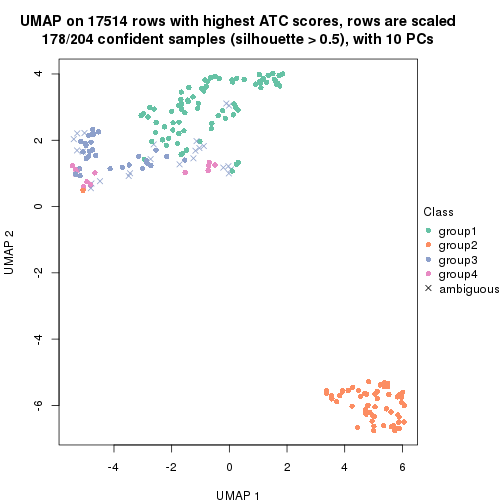 UMAP on 17514 rows with highest ATC scores, rows are scaled
178/204 confident samples (silhouette > 0.5), with 10 PCs
4
2
0
-2
-4
-6
UMAP 2
-4
-2
0
2
4
6
UMAP 1
Class
group1
group2
group3
group4
ambiguous